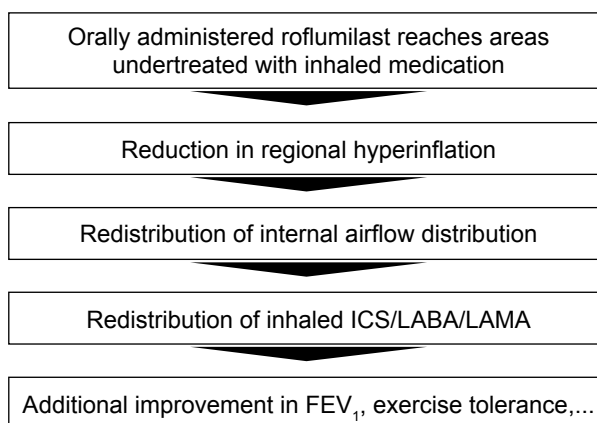 Orally administered roflumilast reaches areas
undertreated with inhaled medication
Reduction in regional hyperinflation
Redistribution of internal airflow distribution
Redistribution of inhaled ICS/LABA/LAMA
Additional improvement in FEV₁, exercise tolerance,...